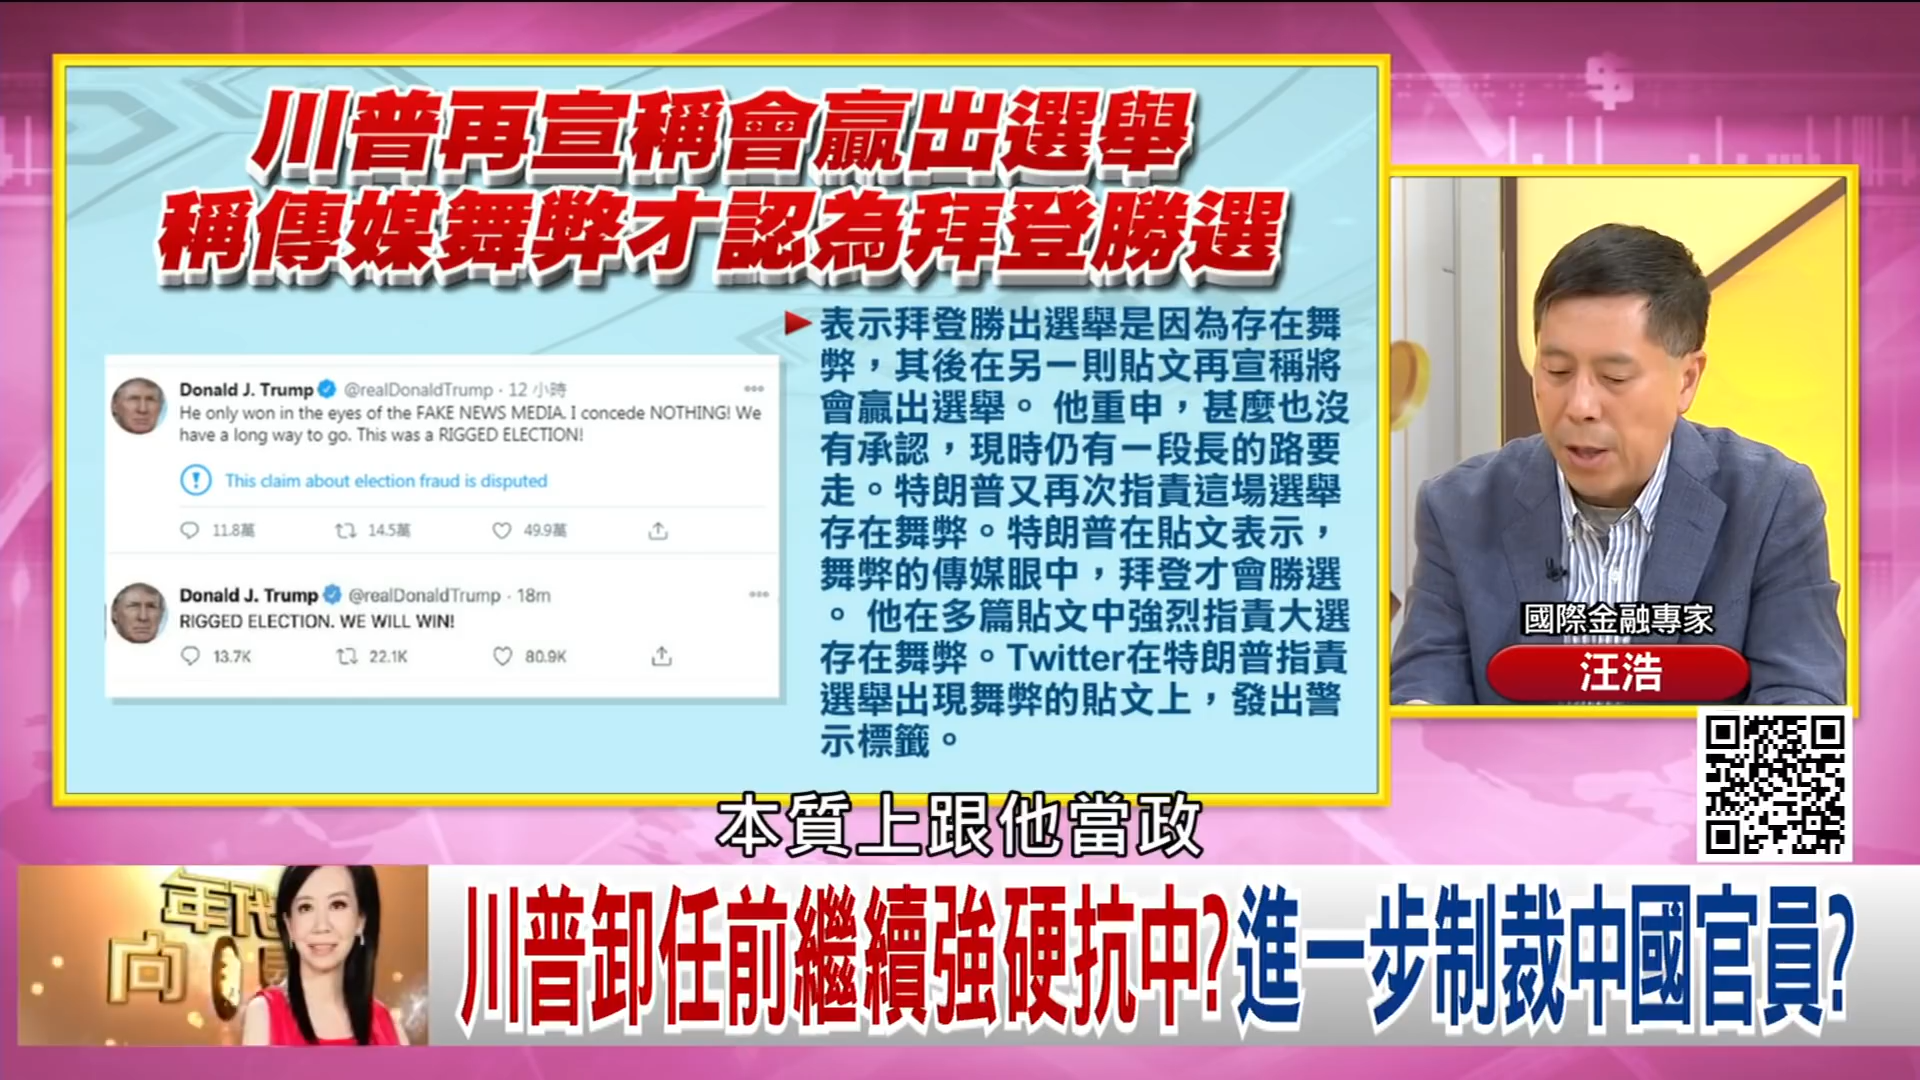 川普再宣稱會贏出選舉
稱傳媒舞弊才認為拜登勝選
Donald J. Trump @realDonaldTrump · 12 小時
He only won in the eyes of the FAKE NEWS MEDIA. I concede NOTHING! We
have a long way to go. This was a RIGGED ELECTION!
This claim about election fraud is disputed
11.8萬 14.5萬 49.9萬
Donald J. Trump @realDonaldTrump · 18m
RIGGED ELECTION. WE WILL WIN!
13.7K 22.1K 80.9K
表示拜登勝出選舉是因為存在舞
弊，其後在另一則貼文再宣稱將
會贏出選舉。 他重申，甚麼也沒
有承認，現時仍有一段長的路要
走。特朗普又再次指責這場選舉
存在舞弊。特朗普在貼文表示，
舞弊的傳媒眼中，拜登才會勝選
。 他在多篇貼文中強烈指責大選
存在舞弊。Twitter在特朗普指責
選舉出現舞弊的貼文上，發出警
示標籤。
國際金融專家
汪浩
本質上跟他當政
年代
向
川普卸任前繼續強硬抗中?進一步制裁中國官員?